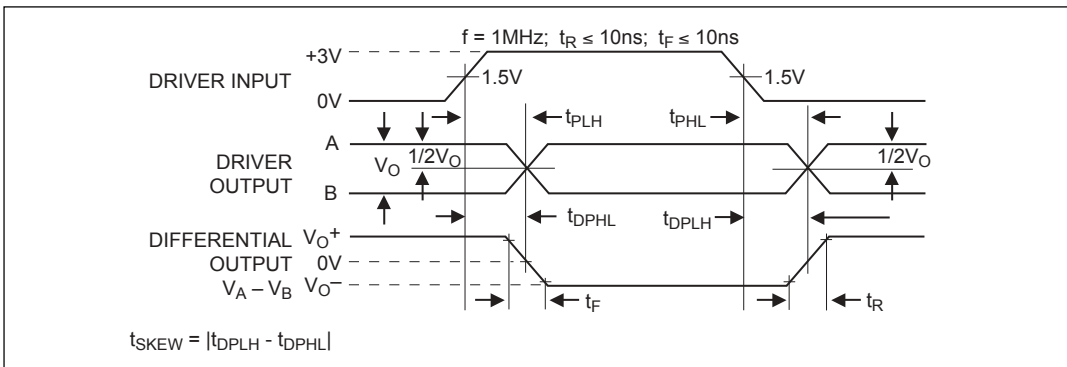 f = 1MHz; tR ≤ 10ns; tF ≤ 10ns
+3V
DRIVER INPUT
1.5V
1.5V
0V
tPLH
tPHL
A
DRIVER OUTPUT
VO
1/2VO
1/2VO
B
tDPHL
tDPLH
DIFFERENTIAL
OUTPUT
VA – VB
VO+
0V
VO–
tF
tR
tSKEW = |tDPLH - tDPHL|